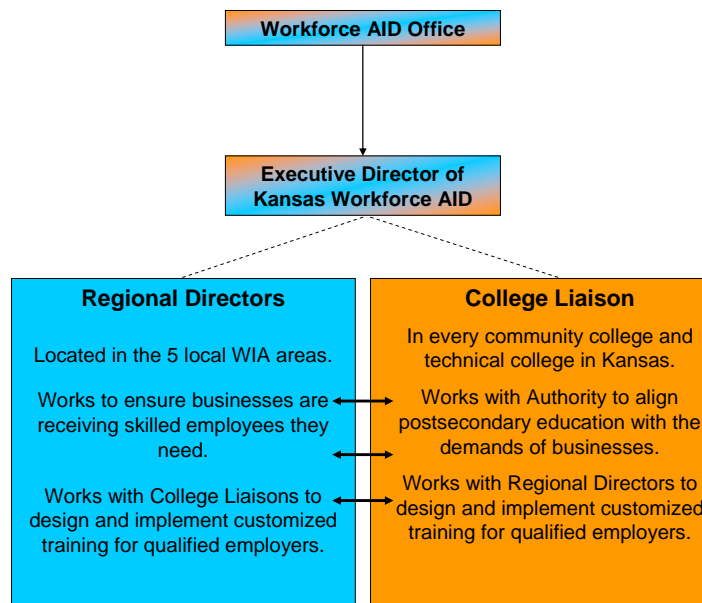 Workforce AID Office
Executive Director of
Kansas Workforce AID
Regional Directors
Located in the 5 local WIA areas.
Works to ensure businesses are
receiving skilled employees they
need.
Works with College Liaisons to
design and implement customized
training for qualified employers.
College Liaison
In every community college and
technical college in Kansas.
Works with Authority to align
postsecondary education with the
demands of businesses.
Works with Regional Directors to
design and implement customized
training for qualified employers.